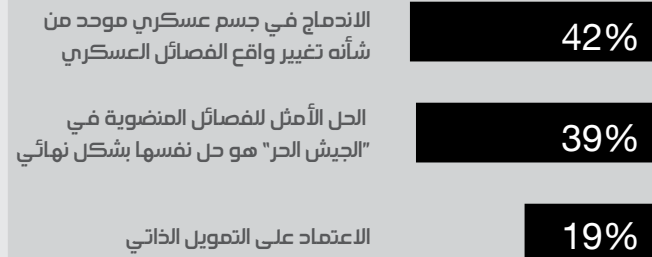 الاندماج في جسم عسكري موحد من
شأنه تغيير واقع الفصائل العسكري
42%
الحل الأمثل للفصائل المنضوية في
"الجيش الحر" هو حل نفسها بشكل نهائي
39%
الاعتماد على التمويل الذاتي
19%